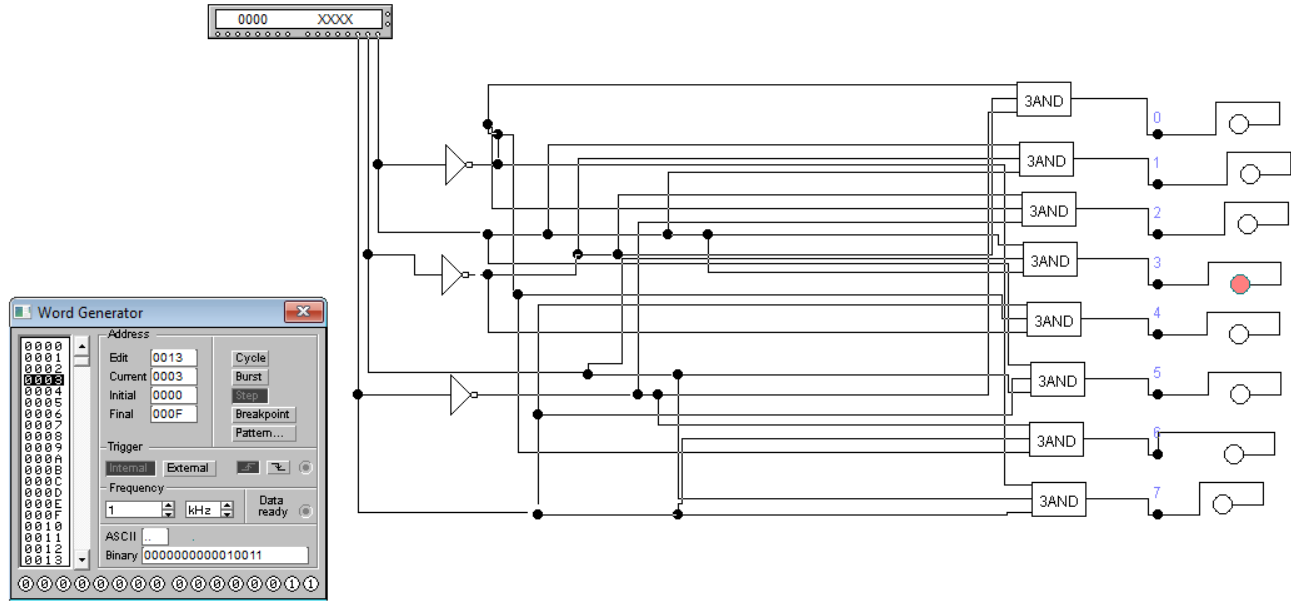 0000 XXXX
3AND
0
3AND
1
3AND
2
3AND
3
3AND
4
3AND
5
3AND
6
3AND
7
Word Generator
0000
0001
0002
0003
0004
0005
0006
0007
0008
0009
000A
000B
000C
000D
000E
000F
0010
0011
0012
0013
Address
Edit 0013 Cycle
Current 0003 Burst
Initial 0000 Step
Final 000F Breakpoint
Pattern...
Trigger
Internal External
Frequency
1 kHz Data ready
ASCII ..  .
Binary 0000000000010011
0 0 0 0 0 0 0 0 0 0 0 0 0 0 1 1